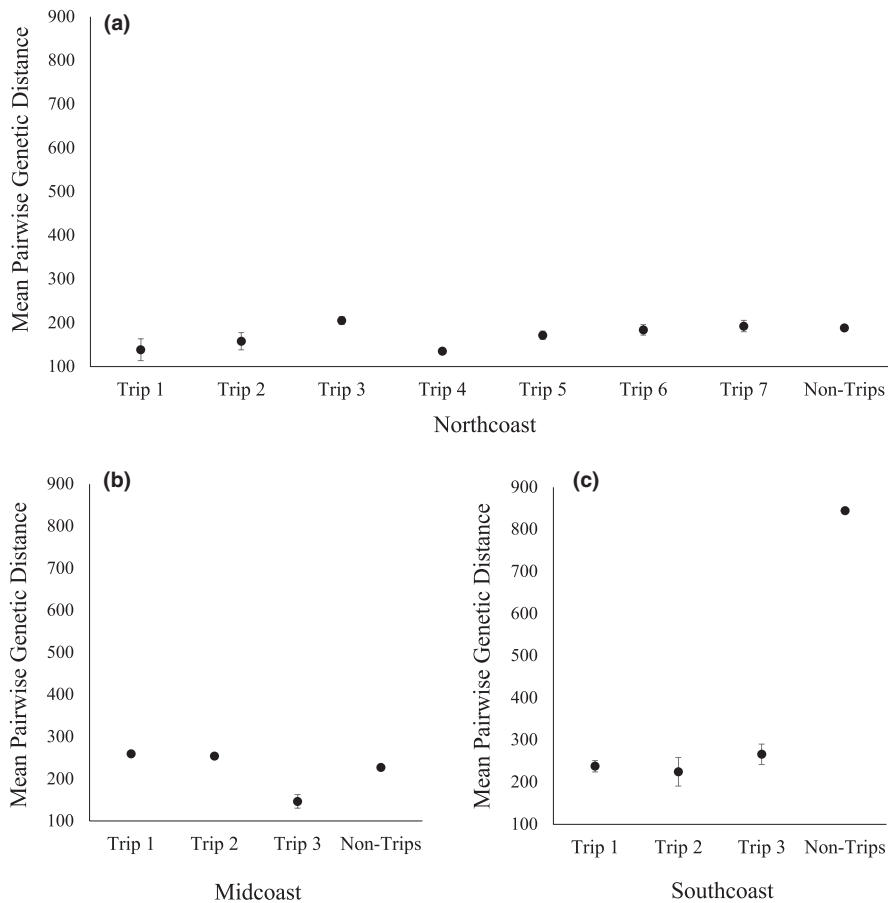 (a)
Mean Pairwise Genetic Distance
900
800
700
600
500
400
300
200
100
Trip 1 Trip 2 Trip 3 Trip 4 Trip 5 Trip 6 Trip 7 Non-Trips
Northcoast
(b)
Mean Pairwise Genetic Distance
900
800
700
600
500
400
300
200
100
Trip 1 Trip 2 Trip 3 Non-Trips
Midcoast
(c)
Mean Pairwise Genetic Distance
900
800
700
600
500
400
300
200
100
Trip 1 Trip 2 Trip 3 Non-Trips
Southcoast